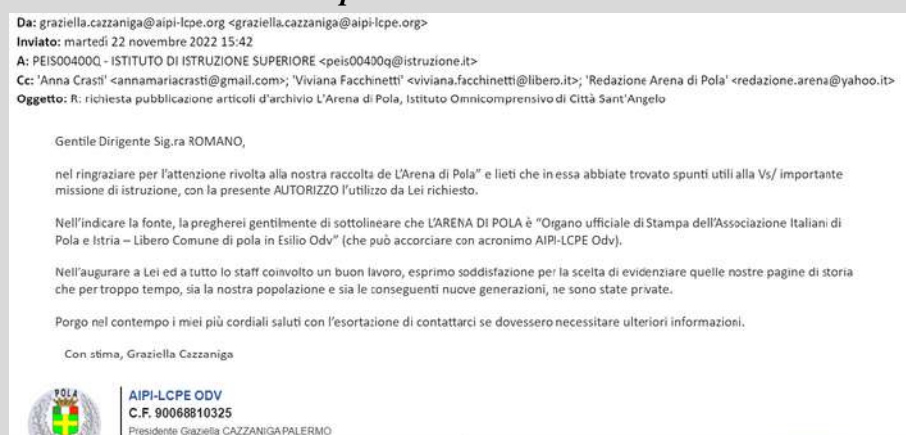 Da: graziella.cazzaniga@aipi-lcpe.org <graziella.cazzaniga@aipi-lcpe.org>
Inviato: martedì 22 novembre 2022 15:42
A: PEIS00400Q - ISTITUTO DI ISTRUZIONE SUPERIORE <peis00400q@istruzione.it>
Cc: 'Anna Crasti' <annamariacrasti@gmail.com>; 'Viviana Facchinetti' <viviana.facchinetti@libero.it>; 'Redazione Arena di Pola' <redazione.arena@yahoo.it>
Oggetto: R: richiesta pubblicazione articoli d'archivio L'Arena di Pola, Istituto Omnicomprensivo di Città Sant'Angelo
Gentile Dirigente Sig.ra ROMANO,
nel ringraziare per l'attenzione rivolta alla nostra raccolta de L'Arena di Pola" e lieti che in essa abbiate trovato spunti utili alla Vs/ importante
missione di istruzione, con la presente AUTORIZZO l'utilizzo da Lei richiesto.
Nell'indicare la fonte, la pregherei gentilmente di sottolineare che L'ARENA DI POLA è "Organo ufficiale di Stampa dell'Associazione Italiani di
Pola e Istria – Libero Comune di pola in Esilio Odv" (che può accorciare con acronimo AIPI-LCPE Odv).
Nell'augurare a Lei ed a tutto lo staff coinvolto un buon lavoro, esprimo soddisfazione per la scelta di evidenziare quelle nostre pagine di storia
che per troppo tempo, sia la nostra popolazione e sia le conseguenti nuove generazioni, ne sono state private.
Porgo nel contempo i miei più cordiali saluti con l'esortazione di contattarci se dovessero necessitare ulteriori informazioni.
Con stima, Graziella Cazzaniga
POLA
AIPI-LCPE ODV
C.F. 90068810325
Presidente Graziella CAZZANIGA PALERMO